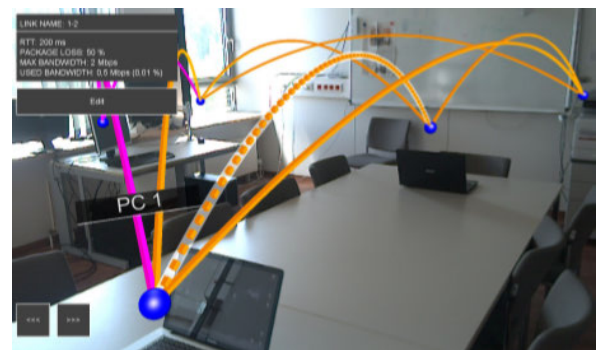 LINK NAME: 1-2
RTT: 200 ms
PACKAGE LOSS: 50 %
MAX BANDWIDTH: 2 Mbps
USED BANDWIDTH: 0,5 Mbps (0.01 %)
Edit
PC 1
<<<
>>>